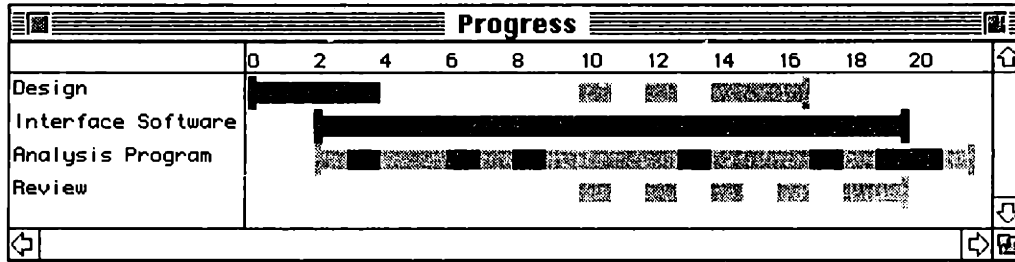 Progress
0 2 4 6 8 10 12 14 16 18 20
Design
Interface Software
Analysis Program
Review